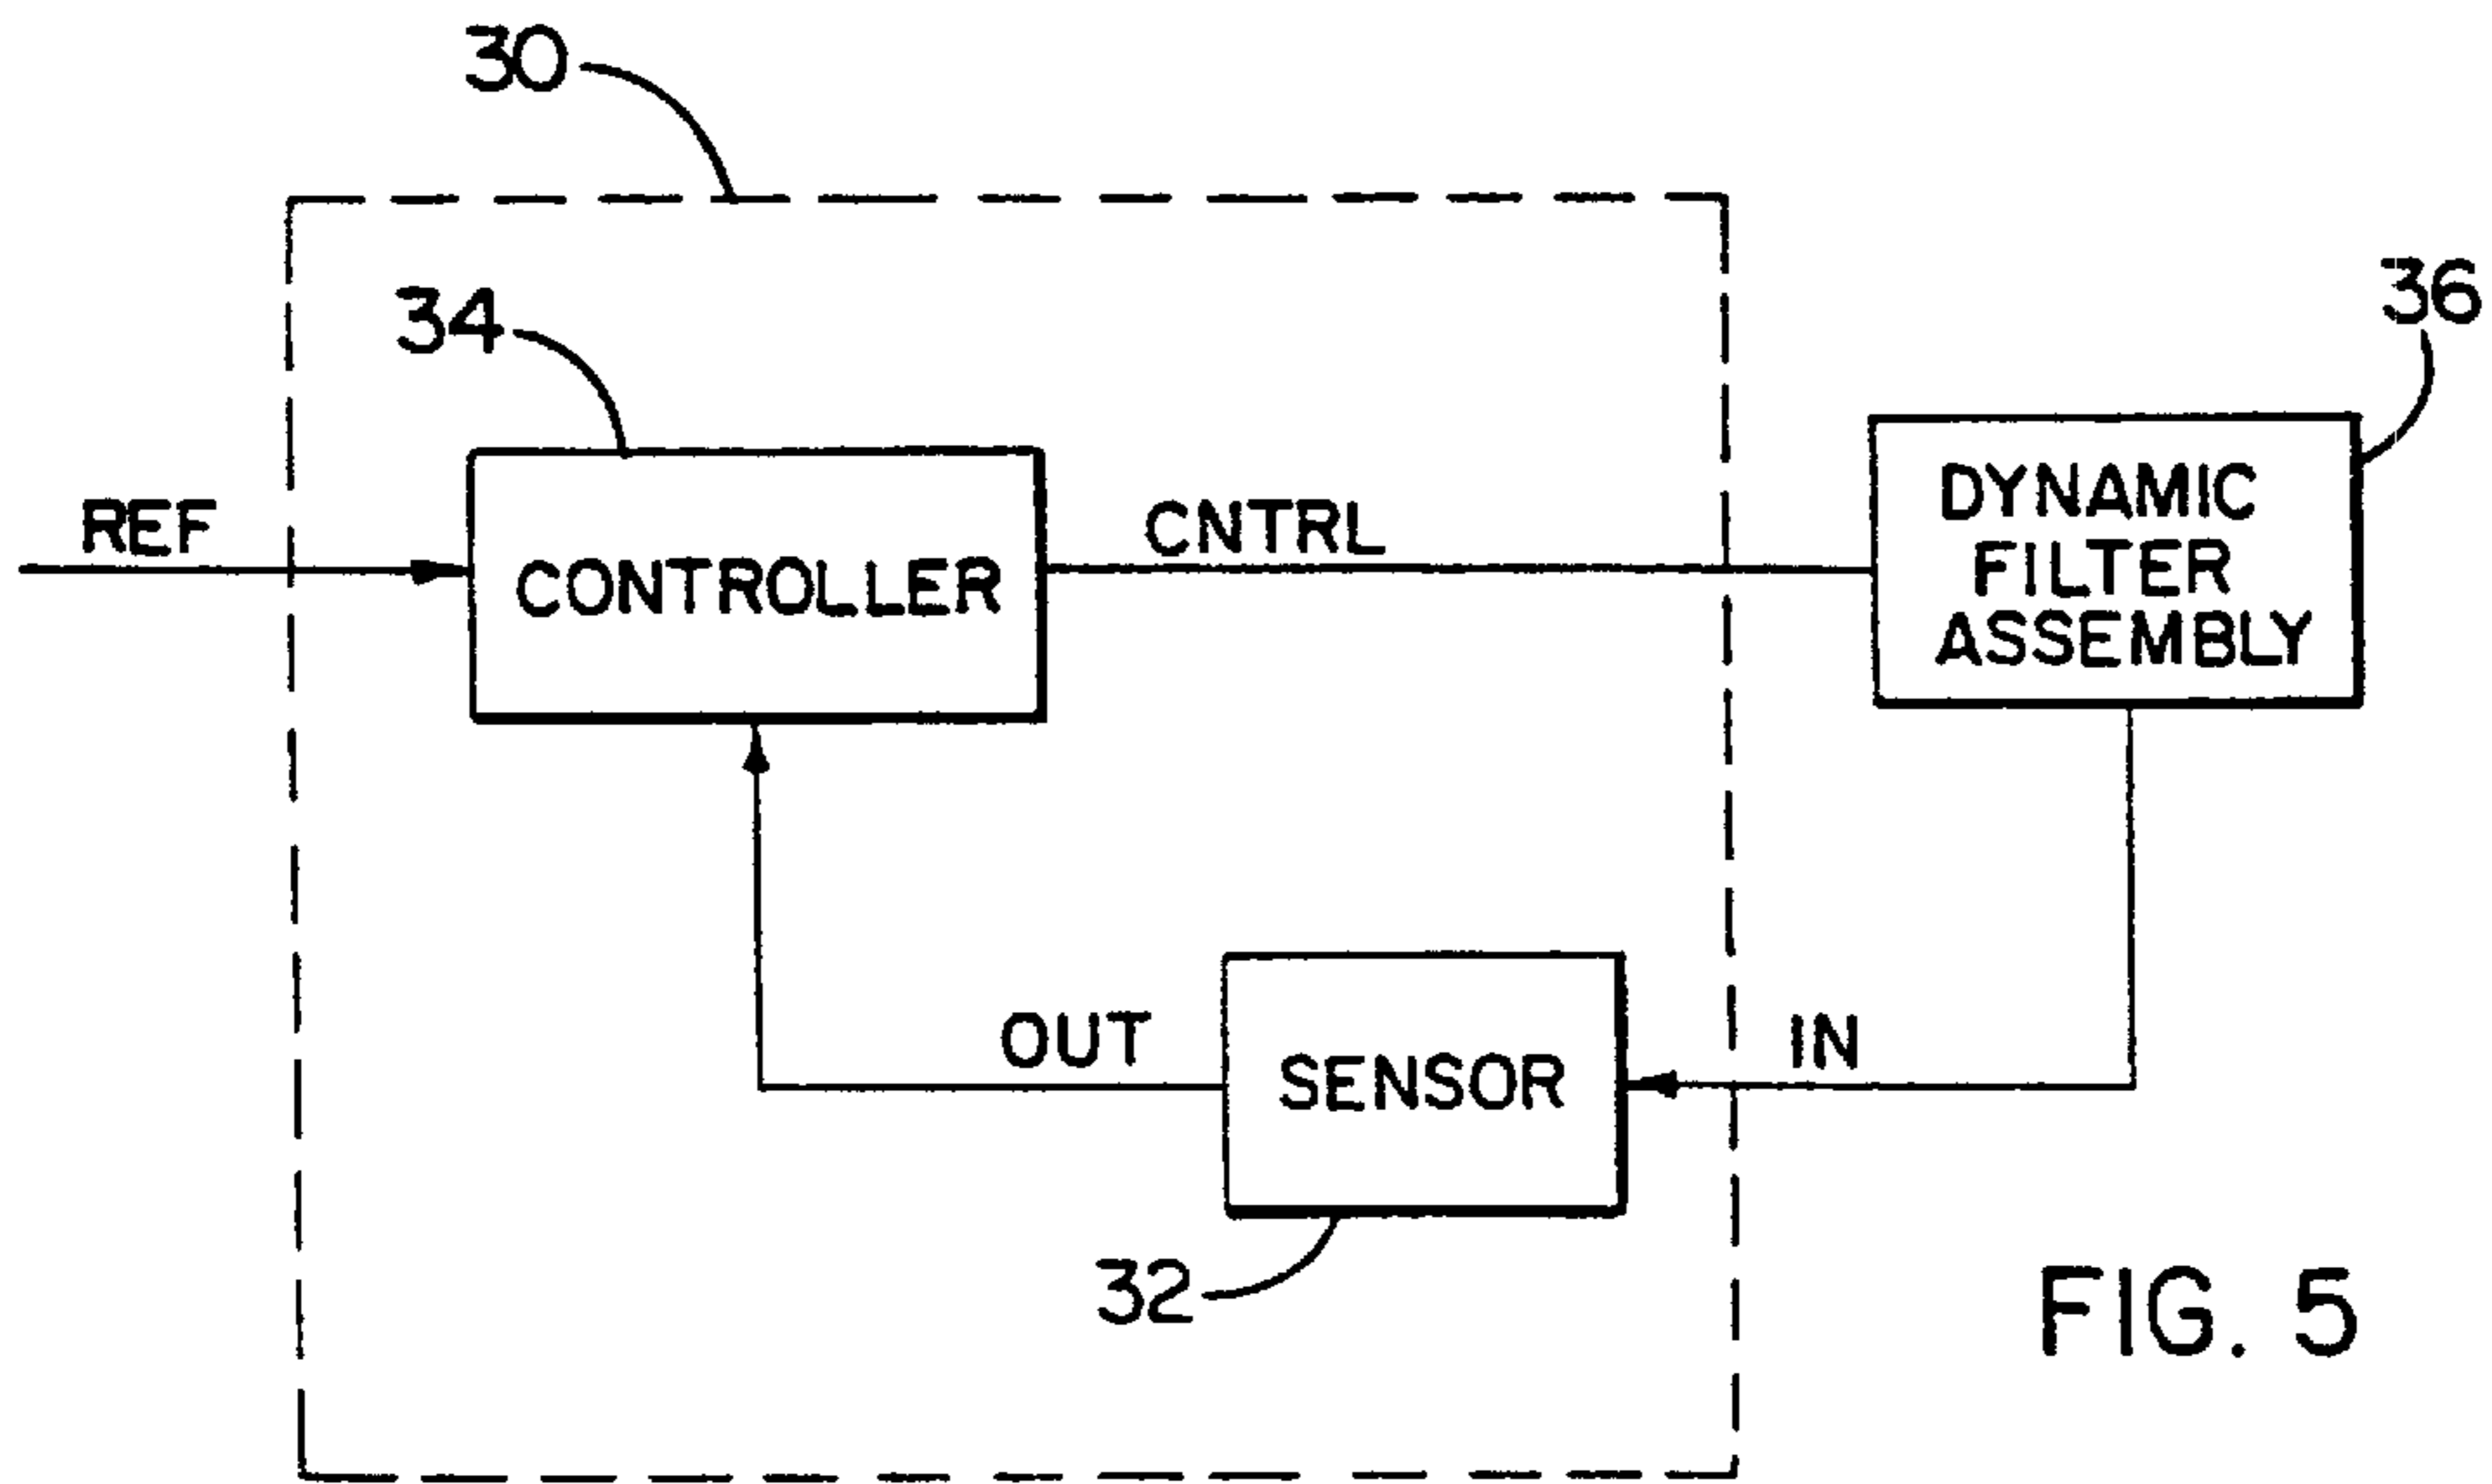 30
34
36
REF
CONTROLLER
CNTRL
DYNAMIC
FILTER
ASSEMBLY
OUT
SENSOR
IN
32
FIG. 5